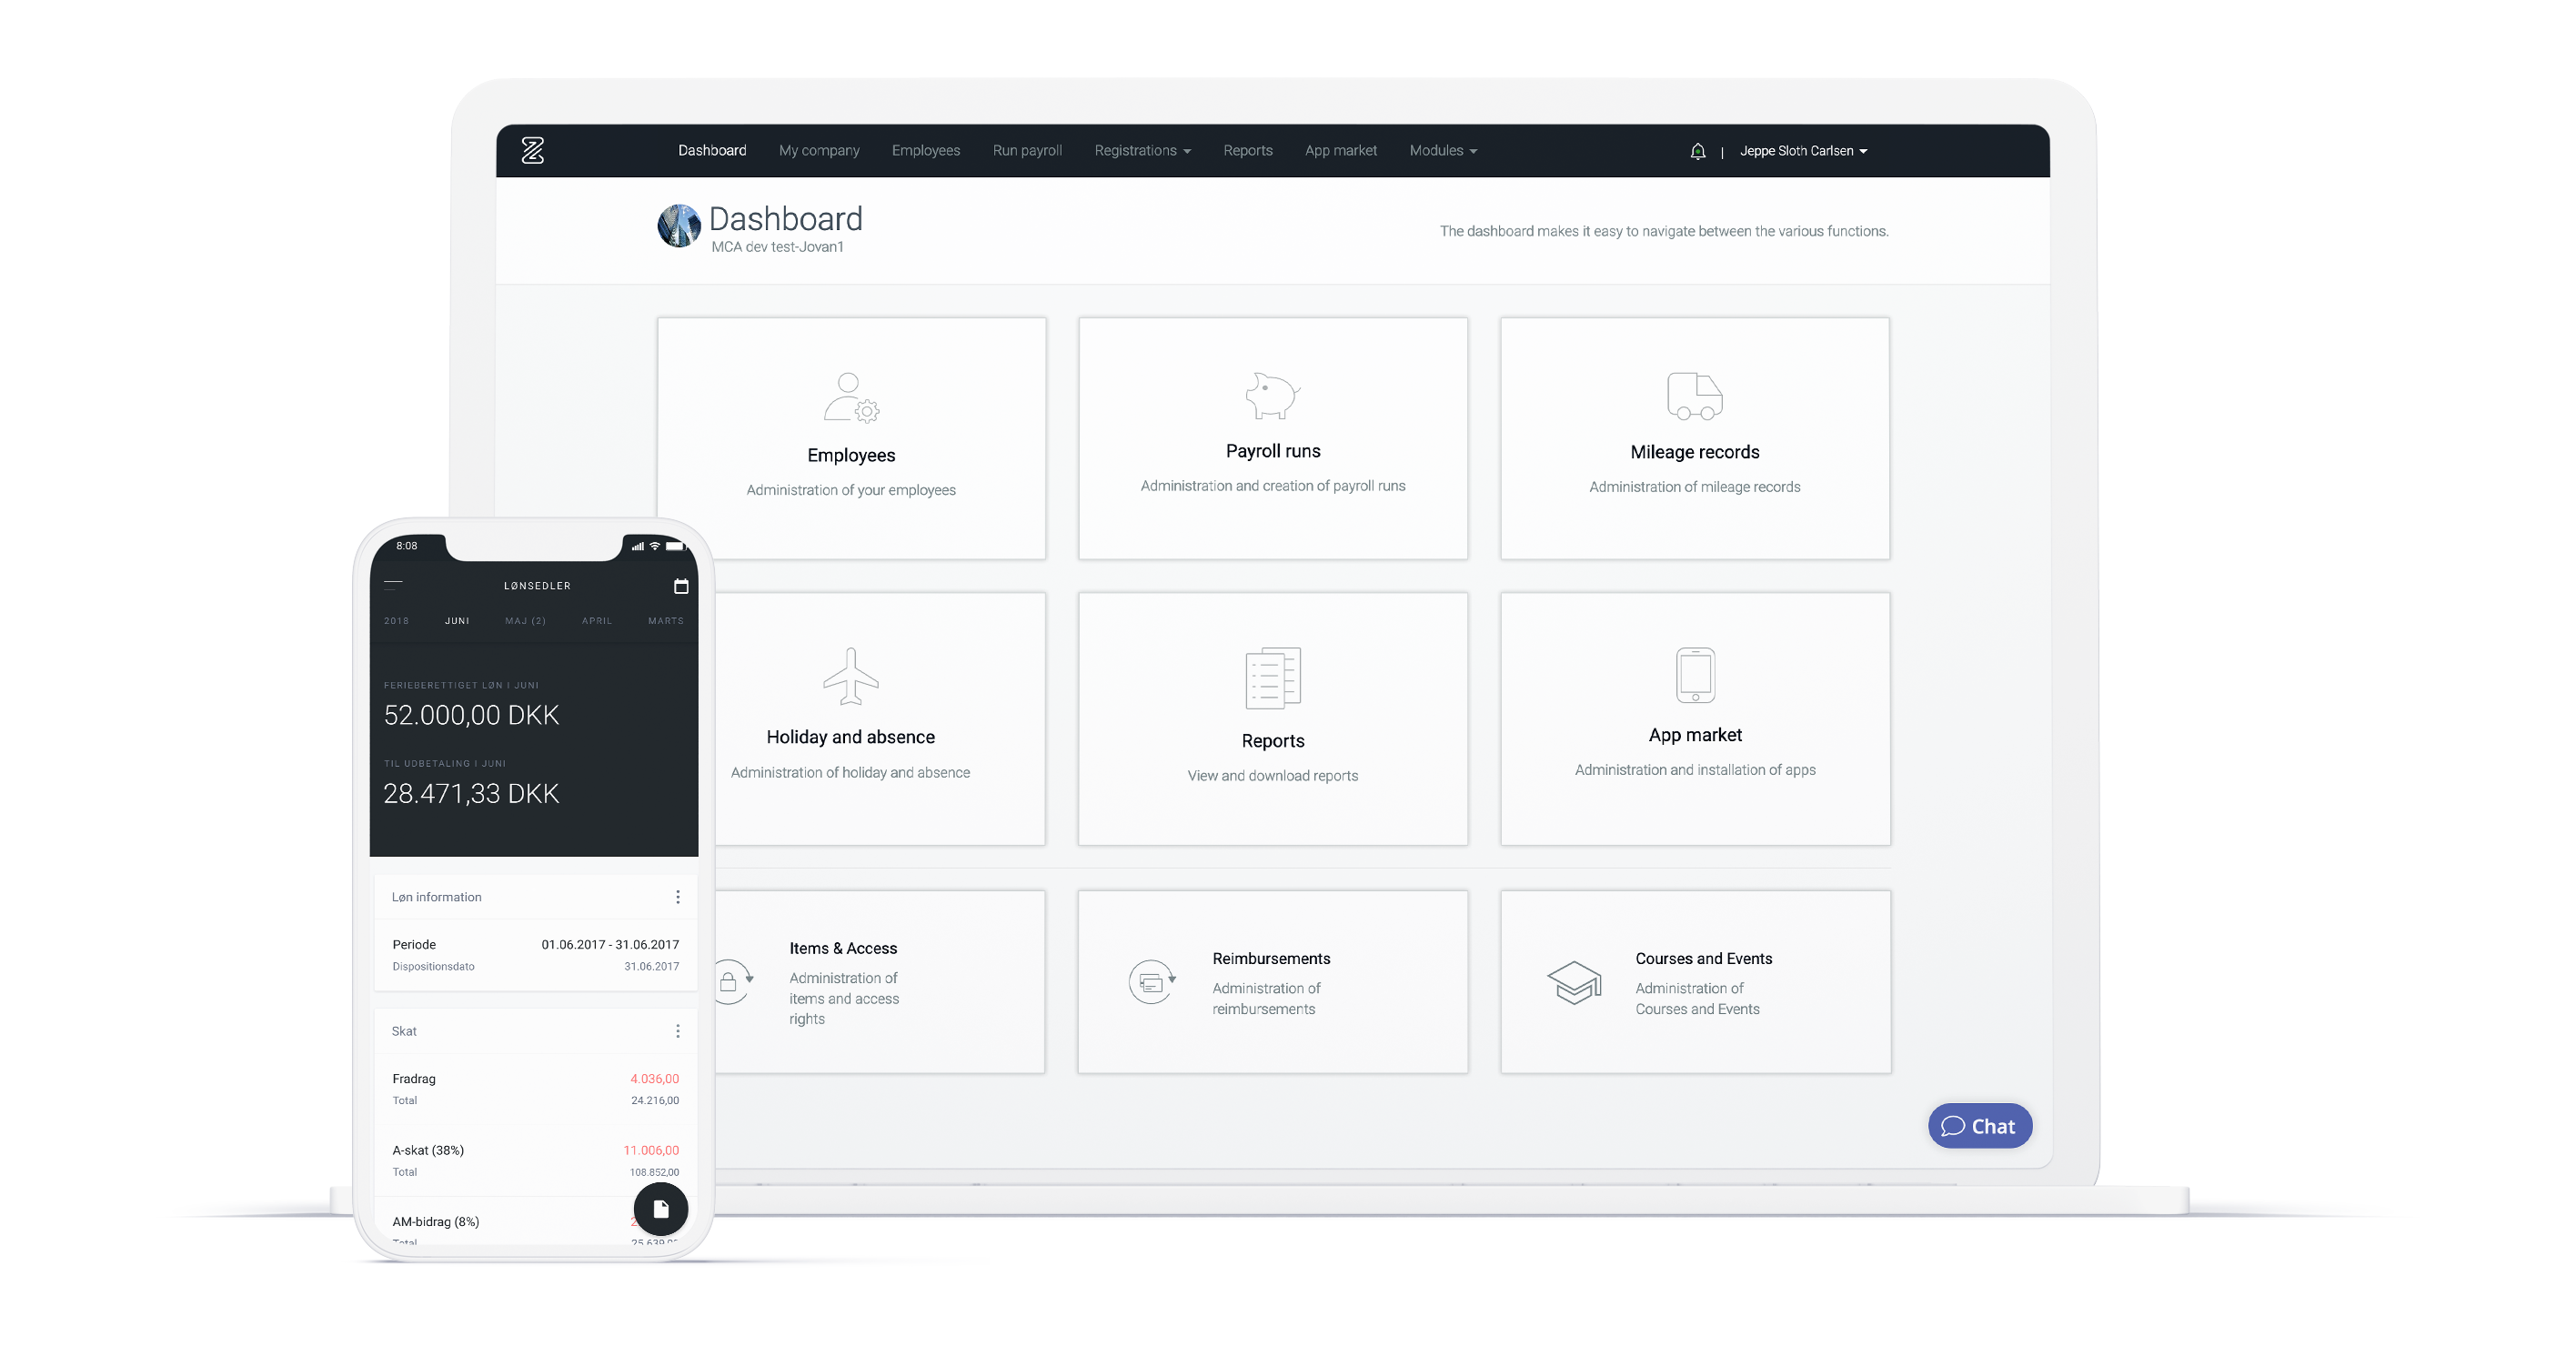 Dashboard My company Employees Run payroll Registrations Reports App market Modules | Jeppe Sloth Carlsen
Dashboard
MCA dev test-Jovan1
The dashboard makes it easy to navigate between the various functions.
Employees
Administration of your employees
Payroll runs
Administration and creation of payroll runs
Mileage records
Administration of mileage records
Holiday and absence
Administration of holiday and absence
Reports
View and download reports
App market
Administration and installation of apps
Items & Access
Administration of
items and access
rights
Reimbursements
Administration of
reimbursements
Courses and Events
Administration of
Courses and Events
Chat
8:08
LØNSEDLER
2018 JUNI MAJ (2) APRIL MARTS
FERIEBERETTIGET LØN I JUNI
52.000,00 DKK
TIL UDBETALING I JUNI
28.471,33 DKK
Løn information
Periode 01.06.2017 - 31.06.2017
Dispositionsdato 31.06.2017
Skat
Fradrag 4.036,00
Total 24.216,00
A-skat (38%) 11.006,00
Total 108.852,00
AM-bidrag (8%)
Total